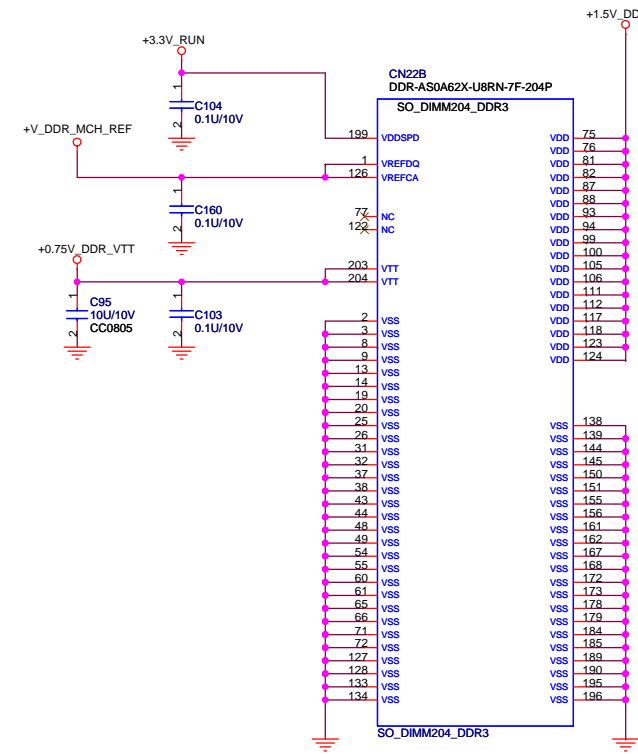 +1.5V_DD
+3.3V_RUN
CN22B
DDR-AS0A62X-U8RN-7F-204P
SO_DIMM204_DDR3
1
C104
0.1U/10V
2
+V_DDR_MCH_REF
199 VDDSPD VDD 75
VDD 76
1 VREFDQ VDD 81
126 VREFCA VDD 82
VDD 87
1
C160
0.1U/10V
2
VDD 88
77 NC VDD 93
122 NC VDD 94
VDD 99
+0.75V_DDR_VTT
VDD 100
203 VTT VDD 105
204 VTT VDD 106
VDD 111
1
C95
10U/10V
CC0805
2
1
C103
0.1U/10V
2
VDD 112
2 VSS VDD 117
3 VSS VDD 118
8 VSS VDD 123
9 VSS VDD 124
13 VSS
14 VSS
19 VSS
20 VSS
25 VSS VSS 138
26 VSS VSS 139
31 VSS VSS 144
32 VSS VSS 145
37 VSS VSS 150
38 VSS VSS 151
43 VSS VSS 155
44 VSS VSS 156
48 VSS VSS 161
49 VSS VSS 162
54 VSS VSS 167
55 VSS VSS 168
60 VSS VSS 172
61 VSS VSS 173
65 VSS VSS 178
66 VSS VSS 179
71 VSS VSS 184
72 VSS VSS 185
127 VSS VSS 189
128 VSS VSS 190
133 VSS VSS 195
134 VSS VSS 196
SO_DIMM204_DDR3